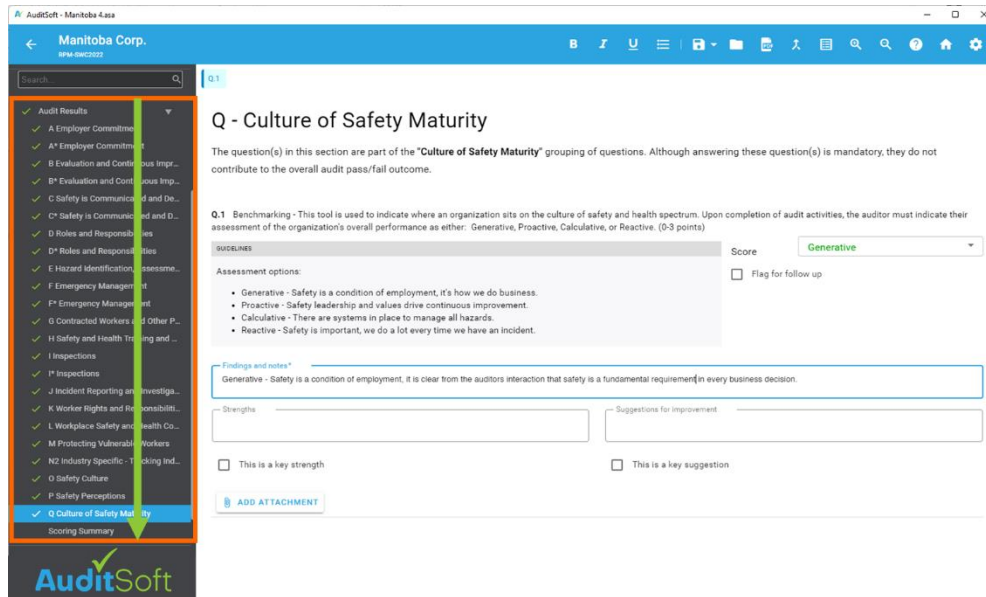 AuditSoft - Manitoba 4.asa
Manitoba Corp.
RPM-SWC2022
B I U
Search...
Audit Results
A Employer Commitme
A* Employer Commitm t
B Evaluation and Contin ous Impr...
B* Evaluation and Cont uous Imp...
C Safety is Communica d and De...
C* Safety is Communic ed and D...
D Roles and Responsib ies
D* Roles and Responsi ities
E Hazard Identification, ssessme...
F Emergency Managem t
F* Emergency Manage nt
G Contracted Workers d Other P...
H Safety and Health Tr ing and ...
I Inspections
I* Inspections
J Incident Reporting an nvestiga...
K Worker Rights and Re onsibiliti...
L Workplace Safety and ealth Co...
M Protecting Vulnerabl Workers
N2 Industry Specific - T cking Ind...
O Safety Culture
P Safety Perceptions
Q Culture of Safety Mat ity
Scoring Summary
AuditSoft
Q.1
Q - Culture of Safety Maturity
The question(s) in this section are part of the "Culture of Safety Maturity" grouping of questions. Although answering these question(s) is mandatory, they do not
contribute to the overall audit pass/fail outcome.
Q.1 Benchmarking - This tool is used to indicate where an organization sits on the culture of safety and health spectrum. Upon completion of audit activities, the auditor must indicate their
assessment of the organization's overall performance as either: Generative, Proactive, Calculative, or Reactive. (0-3 points)
GUIDELINES
Assessment options:
• Generative - Safety is a condition of employment, it's how we do business.
• Proactive - Safety leadership and values drive continuous improvement.
• Calculative - There are systems in place to manage all hazards.
• Reactive - Safety is important, we do a lot every time we have an incident.
Score Generative
Flag for follow up
Findings and notes*
Generative - Safety is a condition of employment, it is clear from the auditors interaction that safety is a fundamental requirement in every business decision.
Strengths
Suggestions for improvement
This is a key strength
This is a key suggestion
ADD ATTACHMENT